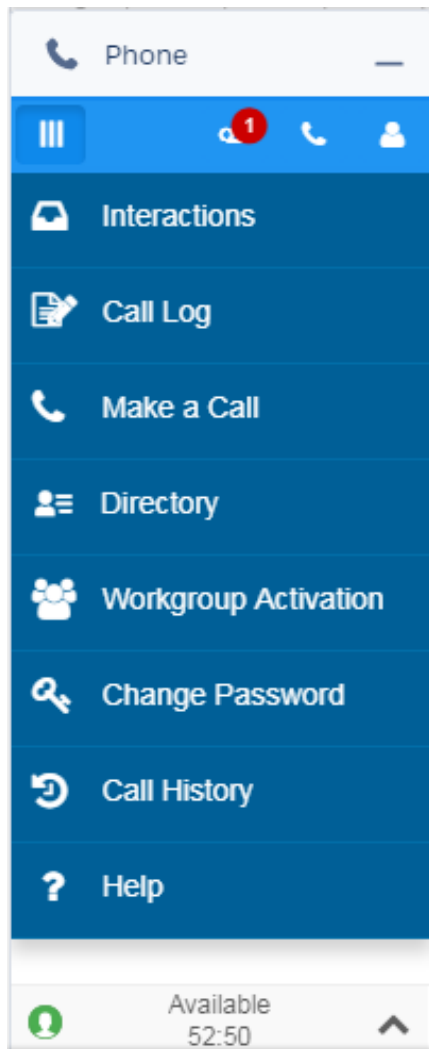 Phone
1
Interactions
Call Log
Make a Call
Directory
Workgroup Activation
Change Password
Call History
? Help
Available
52:50